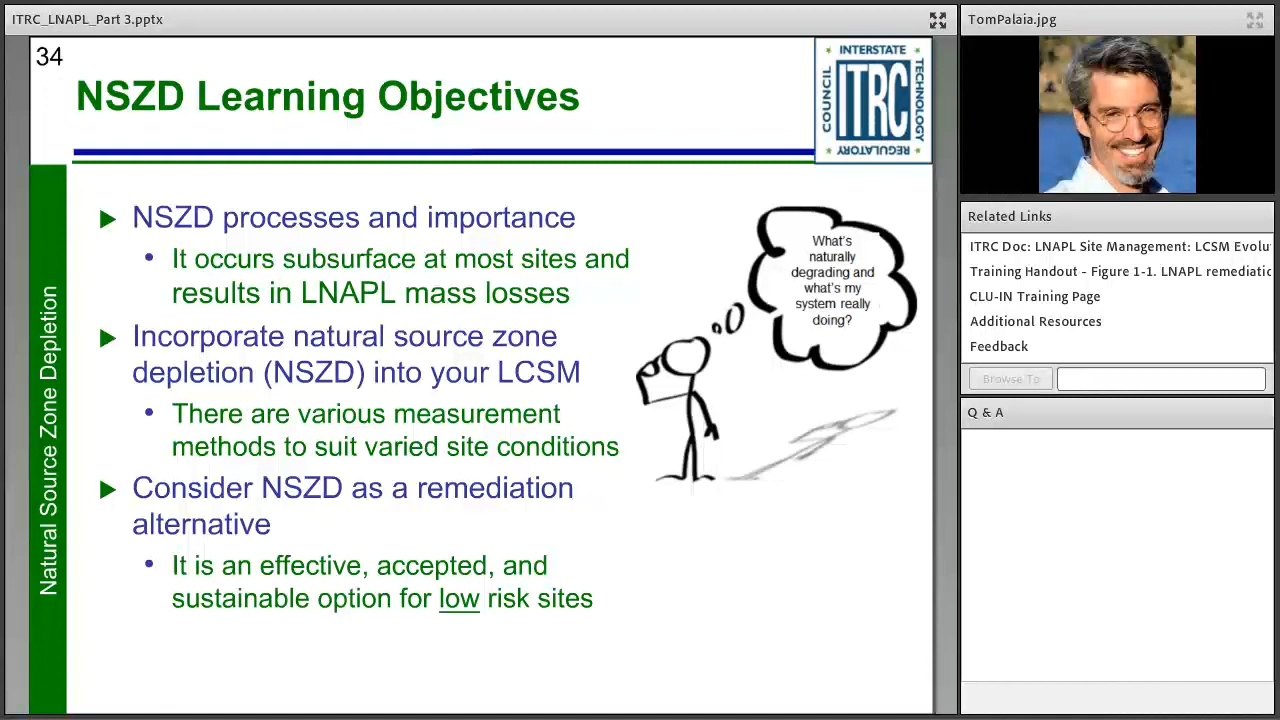 ITRC_LNAPL_Part 3.pptx
34
NSZD Learning Objectives
INTERSTATE
COUNCIL
ITRC
TECHNOLOGY
REGULATORY
Natural Source Zone Depletion
NSZD processes and importance
• It occurs subsurface at most sites and
results in LNAPL mass losses
Incorporate natural source zone
depletion (NSZD) into your LCSM
• There are various measurement
methods to suit varied site conditions
Consider NSZD as a remediation
alternative
• It is an effective, accepted, and
sustainable option for low risk sites
What's
naturally
degrading and
what's my
system really
doing?
TomPalaia.jpg
Related Links
ITRC Doc: LNAPL Site Management: LCSM Evolu
Training Handout - Figure 1-1. LNAPL remediatic
CLU-IN Training Page
Additional Resources
Feedback
Browse To
Q & A